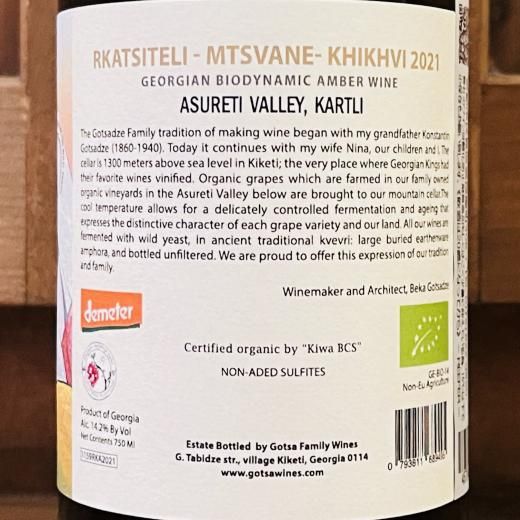 RKATSITELI - MTSVANE- KHIKHVI 2021
GEORGIAN BIODYNAMIC AMBER WINE
ASURETI VALLEY, KARTLI
The Gotsadze Family tradition of making wine began with my grandfather Konstantin
Gotsadze (1860-1940). Today it continues with my wife Nina, our children and I. The
cellar is 1300 meters above sea level in Kiketi; the very place where Georgian Kings had
their favorite wines vinified. Organic grapes which are farmed in our family owned
organic vineyards in the Asureti Valley below are brought to our mountain cellar. The
cool temperature allows for a delicately controlled fermentation and ageing that
expresses the distinctive character of each grape variety and our land. All our wines are
fermented with wild yeast, in ancient traditional kvevri: large buried earthenware
amphora, and bottled unfiltered. We are proud to offer this expression of our tradition
and family.
Winemaker and Architect, Beka Gotsadze
demeter
Certified organic by "Kiwa BCS"
NON-ADED SULFITES
GE-BIO-141
Non-Eu Agriculture
Product of Georgia
Alc. 14.2% By Vol
Net Contents 750 Ml
Estate Bottled by Gotsa Family Wines
G. Tabidze str., village Kiketi, Georgia 0114
www.gotsawines.com